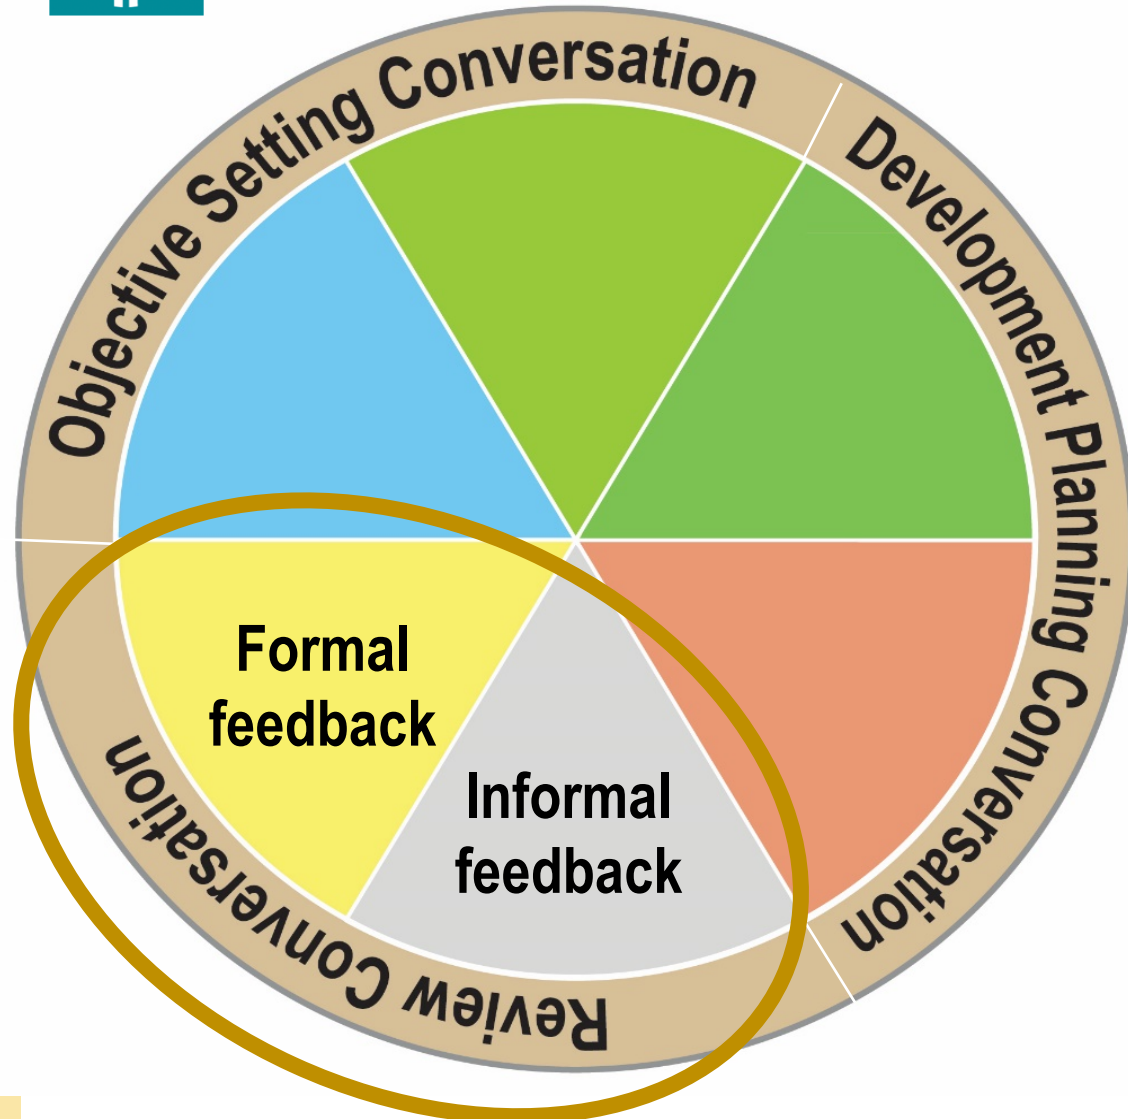 Objective Setting Conversation
Development Planning Conversation
Formal
feedback
Informal
feedback
Review Conversation